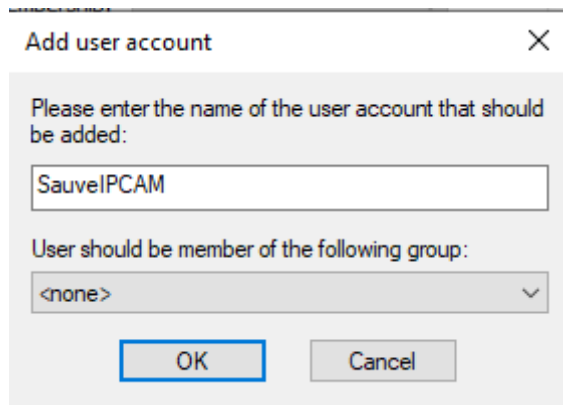 Add user account
Please enter the name of the user account that should
be added:
SauveIPCAM
User should be member of the following group:
<none>
OK
Cancel